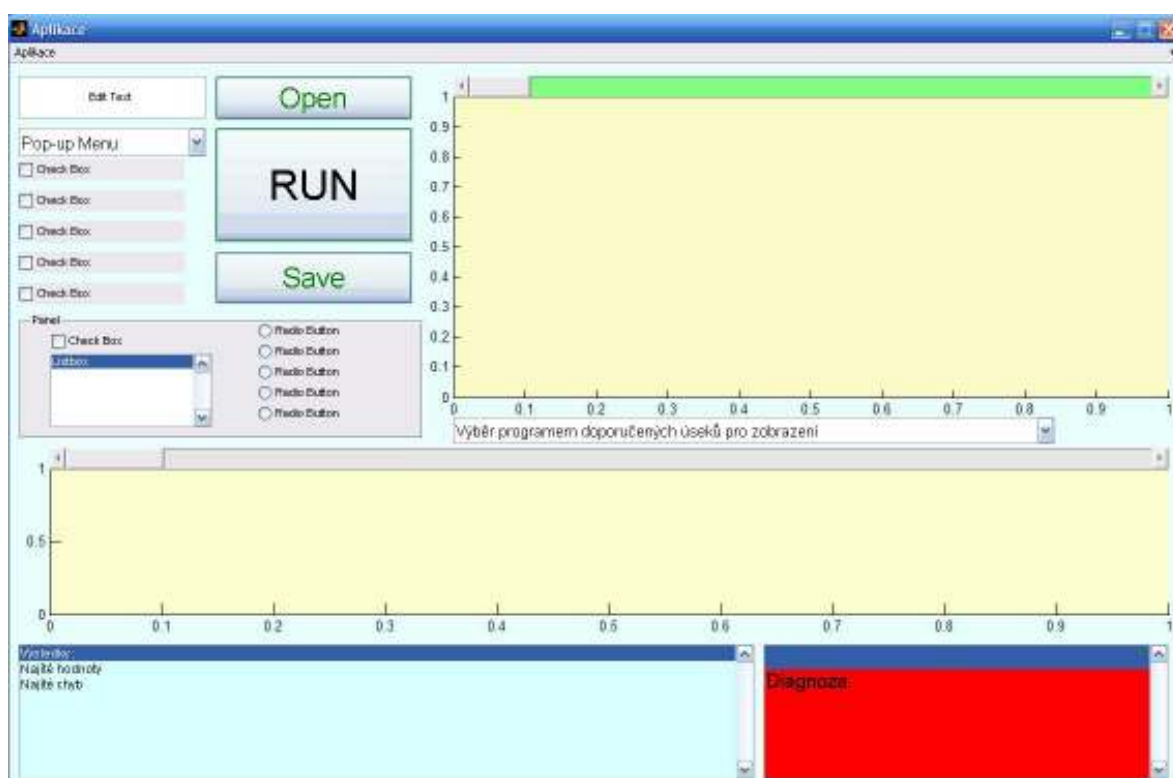 Aplikace
Aplikace
Edit Text
Open
Pop-up Menu
RUN
Check Box
Check Box
Check Box
Check Box
Check Box
Save
Panel
Check Box
Listbox
Radio Button
Radio Button
Radio Button
Radio Button
Radio Button
1
0.9
0.8
0.7
0.6
0.5
0.4
0.3
0.2
0.1
0
0 0.1 0.2 0.3 0.4 0.5 0.6 0.7 0.8 0.9 1
Výběr programem doporučených úseků pro zobrazení
1
0.5
0
0 0.1 0.2 0.3 0.4 0.5 0.6 0.7 0.8 0.9 1
Výsledky:
Najité hodnoty
Najité chyb
Diagnoza: